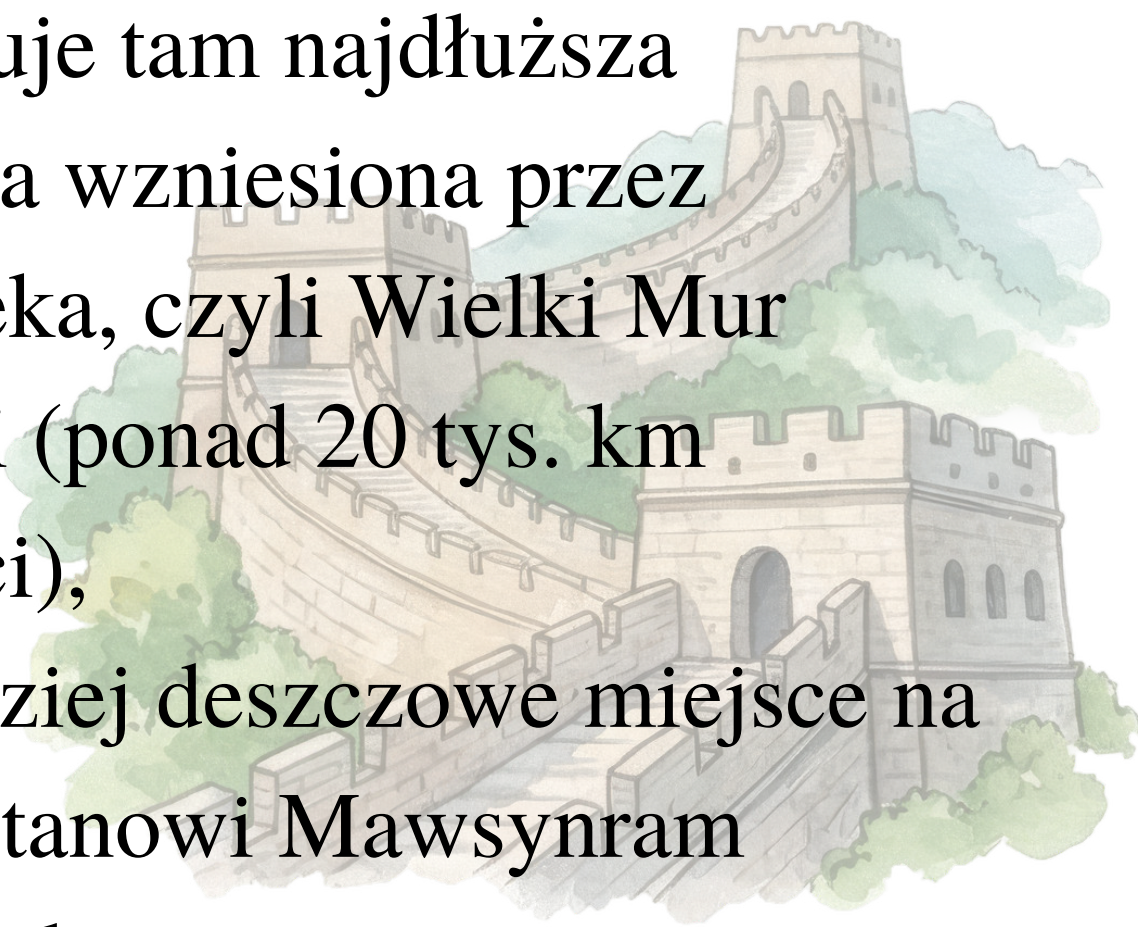 uje tam najdłuższa
a wzniesiona przez
eka, czyli Wielki Mur
(ponad 20 tys. km
ci),
ziej deszczowe miejsce na
tanowi Mawsynram